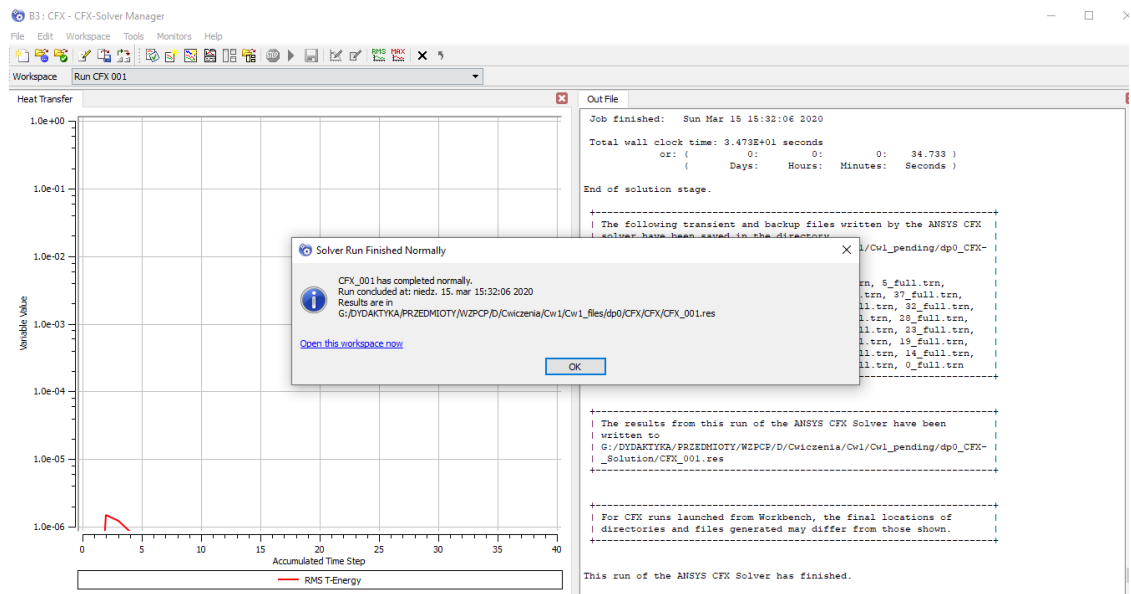 B3 : CFX - CFX-Solver Manager
File Edit Workspace Tools Monitors Help
RMS MAX
Workspace Run CFX 001
Heat Transfer
1.0e+00
1.0e-01
1.0e-02
1.0e-03
1.0e-04
1.0e-05
1.0e-06
Variable Value
0 5 10 15 20 25 30 35 40
Accumulated Time Step
RMS T-Energy
Out File
Job finished: Sun Mar 15 15:32:06 2020
Total wall clock time: 3.473E+01 seconds
or: ( 0: 0: 0: 34.733 )
( Days: Hours: Minutes: Seconds )
End of solution stage.
+--------------------------------------------------------------------+
| The following transient and backup files written by the ANSYS CFX |
| solver have been saved in the directory
1/Cw1_pending/dp0_CFX- |
rn, 5_full.trn, |
.trn, 37_full.trn, |
ll.trn, 32_full.trn, |
l.trn, 28_full.trn, |
ll.trn, 23_full.trn, |
l.trn, 19_full.trn, |
ll.trn, 14_full.trn, |
ll.trn, 0_full.trn |
+--------------------------------------------------------------------+
+--------------------------------------------------------------------+
| The results from this run of the ANSYS CFX Solver have been |
| written to |
| G:/DYDAKTYKA/PRZEDMIOTY/WZPCP/D/Cwiczenia/Cw1/Cw1_pending/dp0_CFX- |
| _Solution/CFX_001.res |
+--------------------------------------------------------------------+
+--------------------------------------------------------------------+
| For CFX runs launched from Workbench, the final locations of |
| directories and files generated may differ from those shown. |
+--------------------------------------------------------------------+
This run of the ANSYS CFX Solver has finished.
Solver Run Finished Normally
CFX_001 has completed normally.
Run concluded at: niedz. 15. mar 15:32:06 2020
Results are in
G:/DYDAKTYKA/PRZEDMIOTY/WZPCP/D/Cwiczenia/Cw1/Cw1_files/dp0/CFX/CFX/CFX_001.res
Open this workspace now
OK